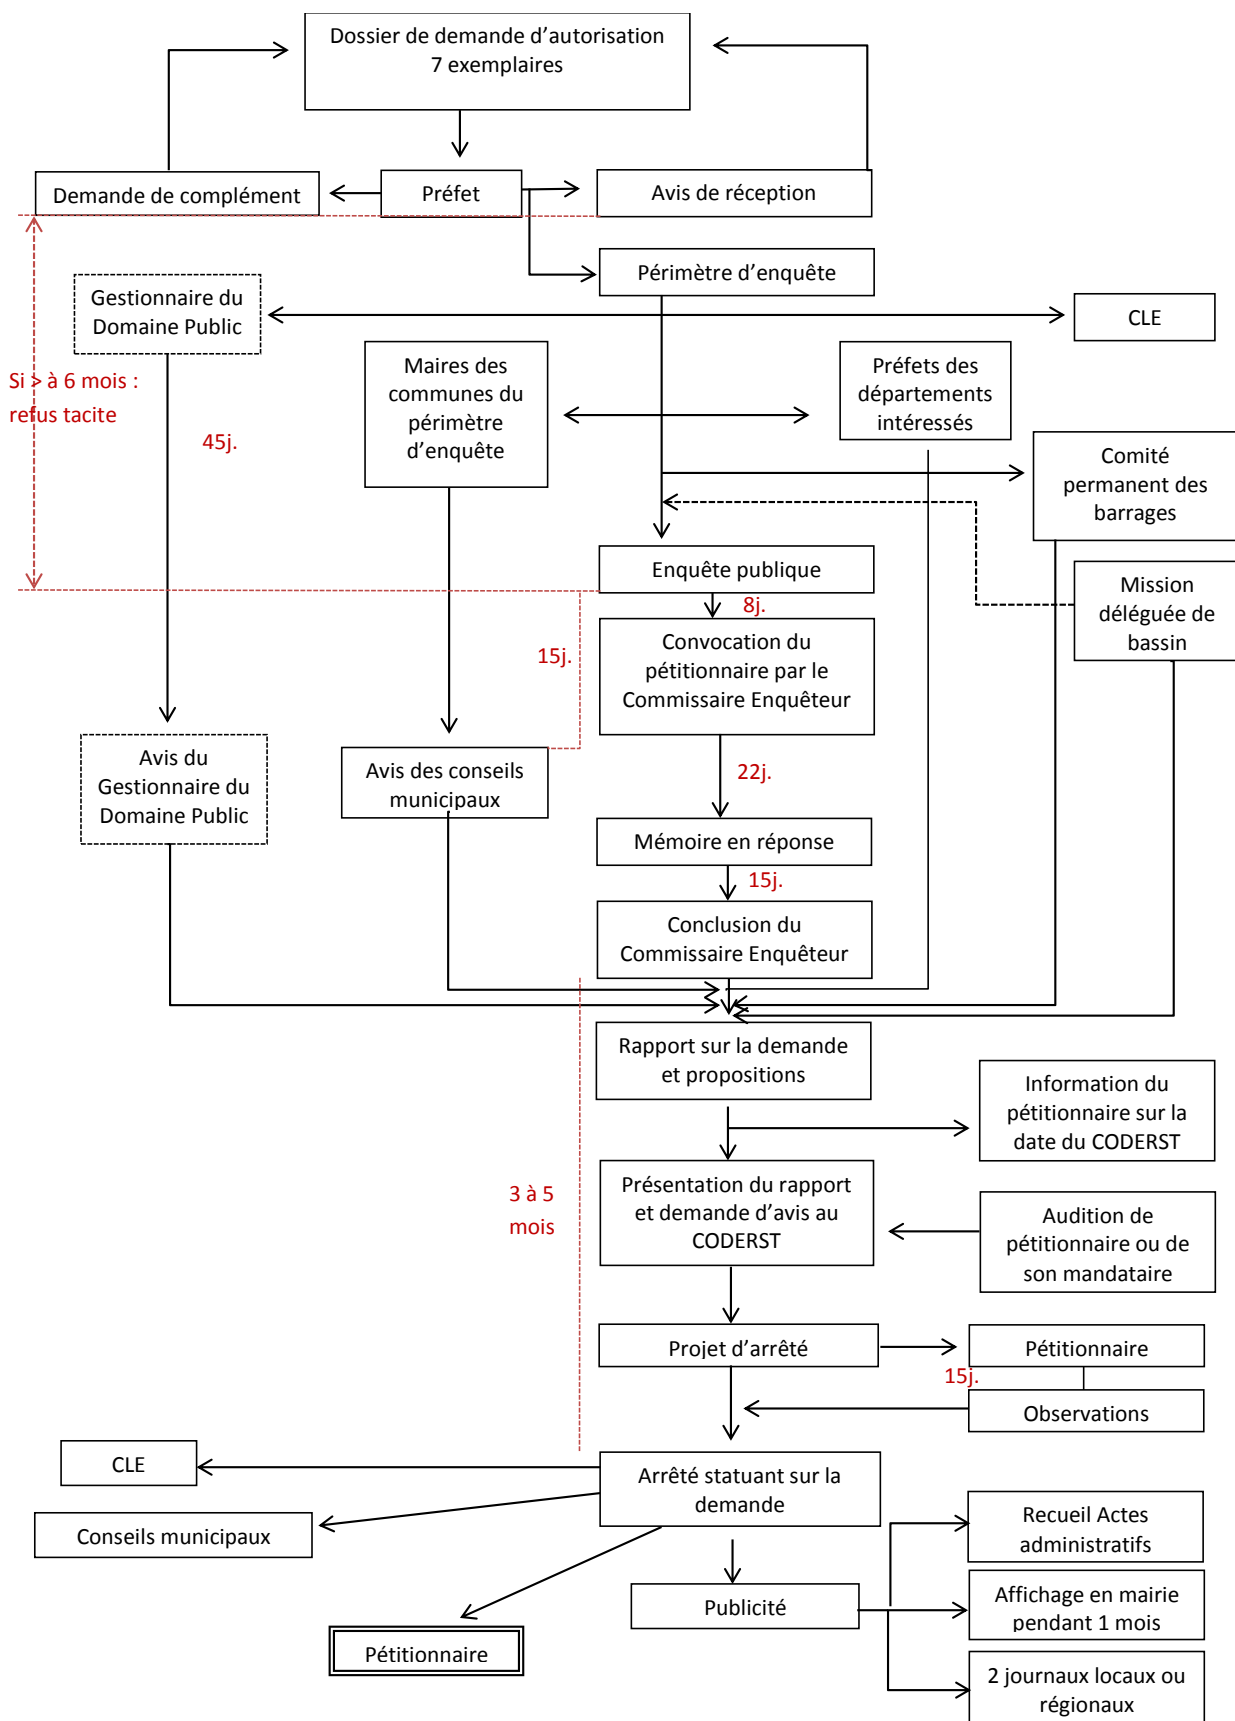 Dossier de demande d’autorisation
7 exemplaires
Demande de complément
Préfet
Avis de réception
Périmètre d’enquête
Gestionnaire du
Domaine Public
CLE
Maires des
communes du
périmètre
d’enquête
Préfets des
départements
intéressés
Si > à 6 mois :
refus tacite
45j.
Comité
permanent des
barrages
Enquête publique
8j.
Mission
déléguée de
bassin
15j.
Convocation du
pétitionnaire par le
Commissaire Enquêteur
Avis du
Gestionnaire du
Domaine Public
Avis des conseils
municipaux
22j.
Mémoire en réponse
15j.
Conclusion du
Commissaire Enquêteur
Rapport sur la demande
et propositions
Information du
pétitionnaire sur la
date du CODERST
3 à 5
mois
Présentation du rapport
et demande d’avis au
CODERST
Audition de
pétitionnaire ou de
son mandataire
Projet d’arrêté
Pétitionnaire
15j.
Observations
CLE
Arrêté statuant sur la
demande
Conseils municipaux
Recueil Actes
administratifs
Publicité
Affichage en mairie
pendant 1 mois
Pétitionnaire
2 journaux locaux ou
régionaux